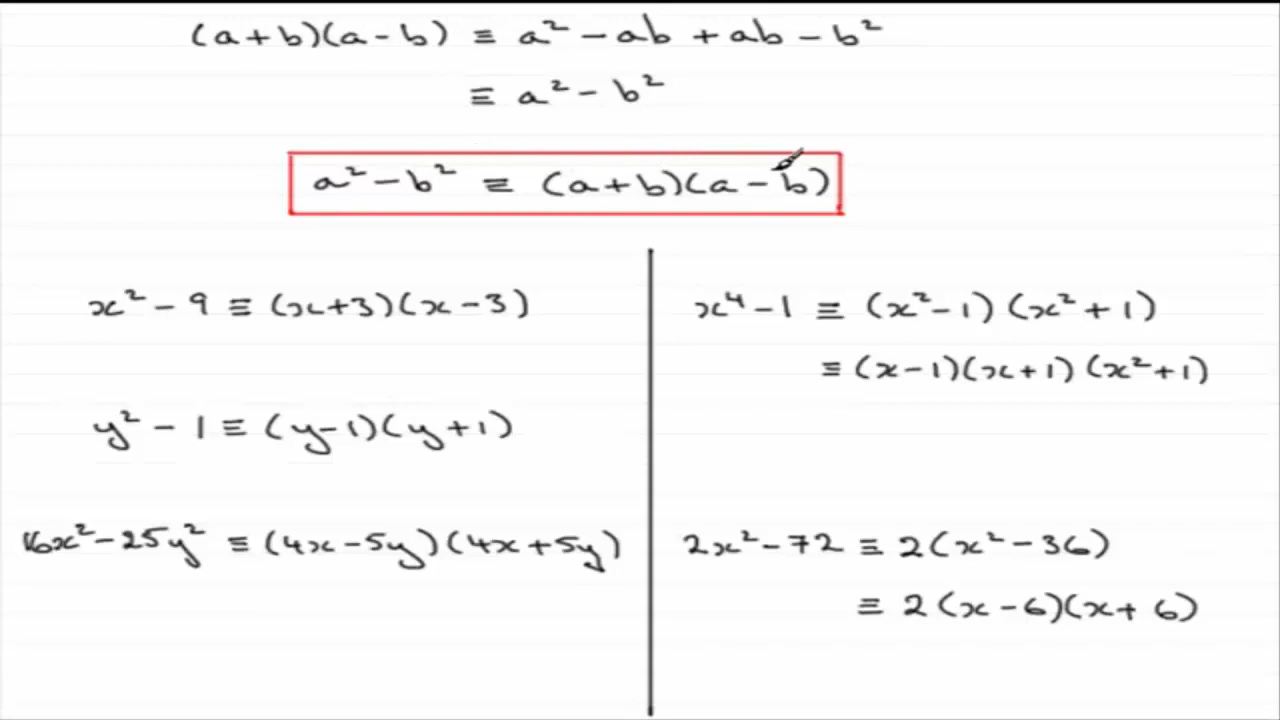 (a+b)(a-b) ≡ a² - ab + ab - b²
≡ a² - b²
a² - b² ≡ (a+b)(a-b)
x² - 9 ≡ (x+3)(x-3)
y² - 1 ≡ (y-1)(y+1)
16x² - 25y² ≡ (4x-5y)(4x+5y)
x⁴ - 1 ≡ (x²-1)(x²+1)
≡ (x-1)(x+1)(x²+1)
2x² - 72 ≡ 2(x²-36)
≡ 2(x-6)(x+6)